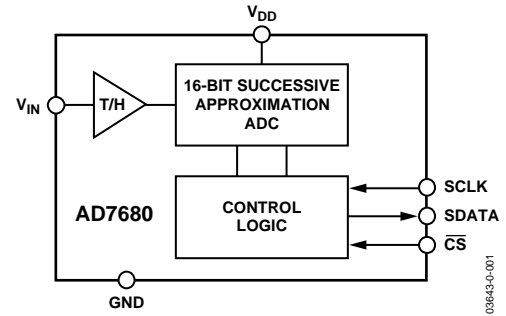 VDD
16-BIT SUCCESSIVE
APPROXIMATION
ADC
T/H
VIN
SCLK
AD7680
CONTROL
LOGIC
SDATA
CS
GND
03643-0-001